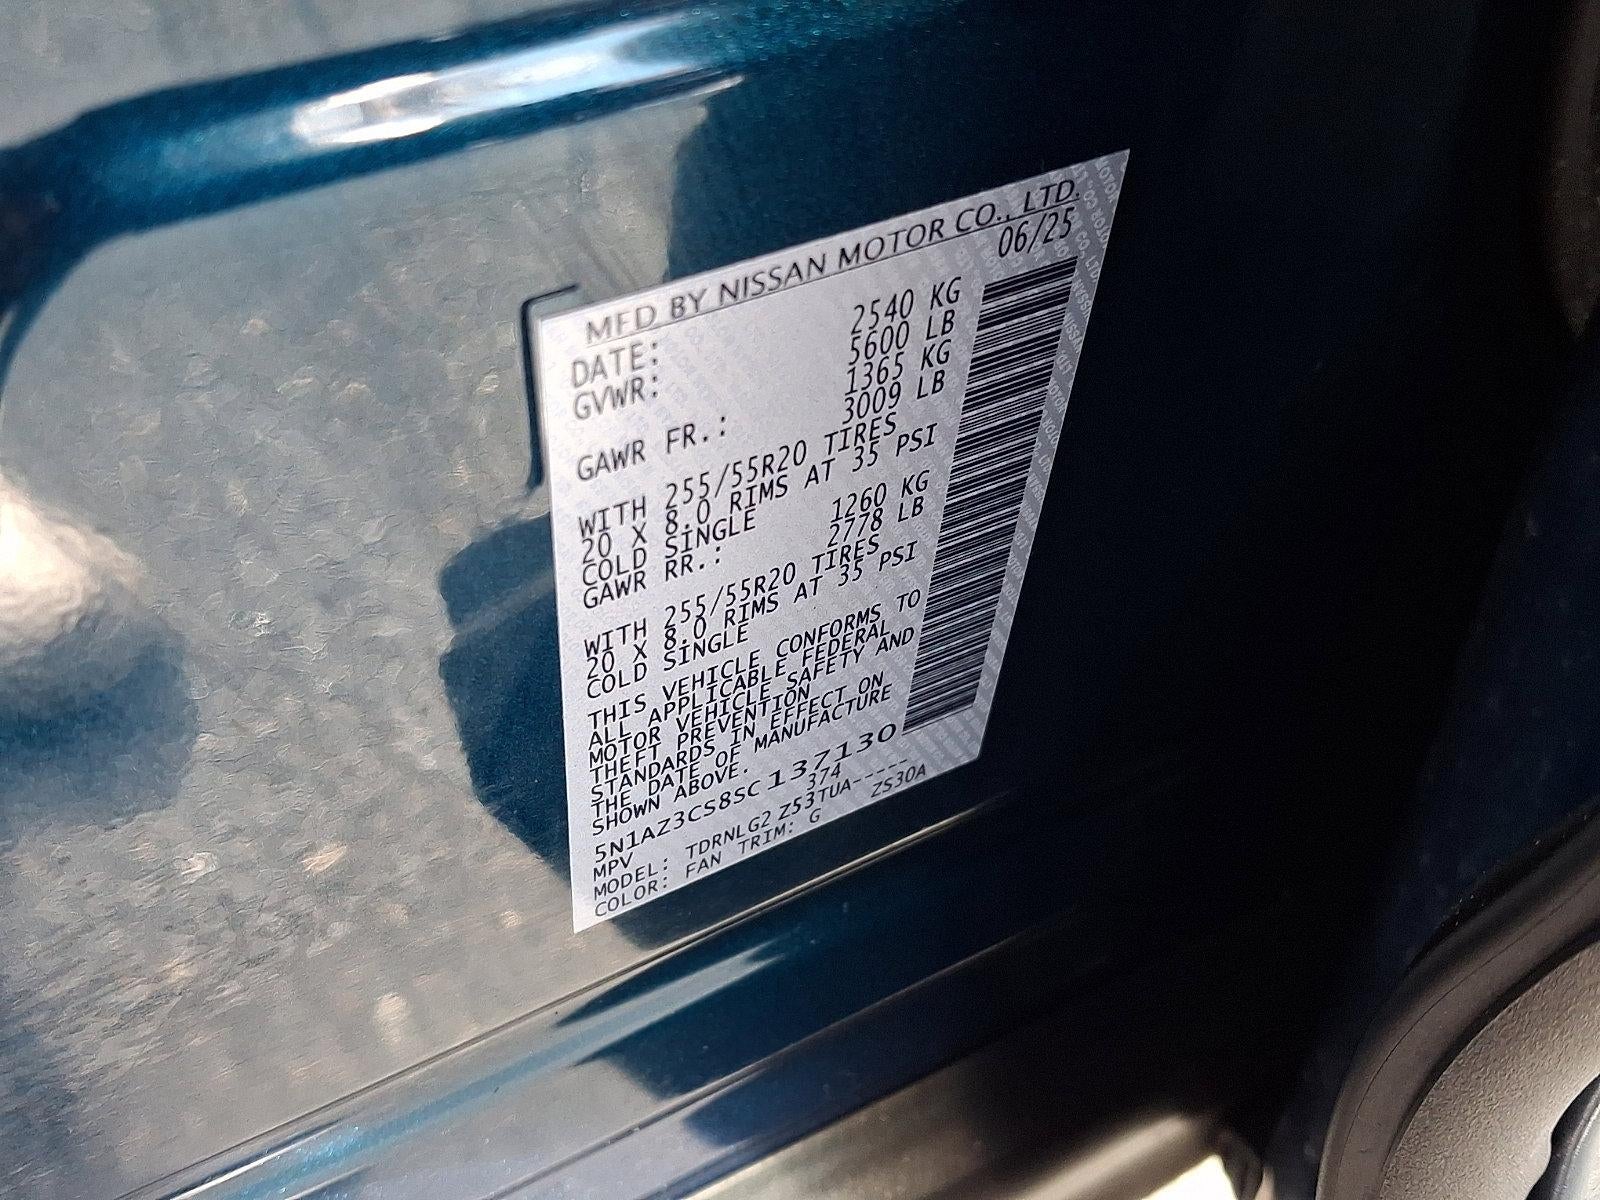 MFD BY NISSAN MOTOR CO., LTD.
DATE: 06/25
GVWR: 2540 KG
5600 LB
GAWR FR.: 1365 KG
3009 LB
WITH 255/55R20 TIRES
20 X 8.0 RIMS AT 35 PSI
COLD SINGLE
GAWR RR.: 1260 KG
2778 LB
WITH 255/55R20 TIRES
20 X 8.0 RIMS AT 35 PSI
COLD SINGLE
THIS VEHICLE CONFORMS TO
ALL APPLICABLE FEDERAL
MOTOR VEHICLE SAFETY AND
THEFT PREVENTION
STANDARDS IN EFFECT ON
THE DATE OF MANUFACTURE
SHOWN ABOVE.
5N1AZ3CS8SC137130
MPV 374
MODEL: TDRNLG2 Z53TUA-----
COLOR: FAN TRIM: G ZS30A